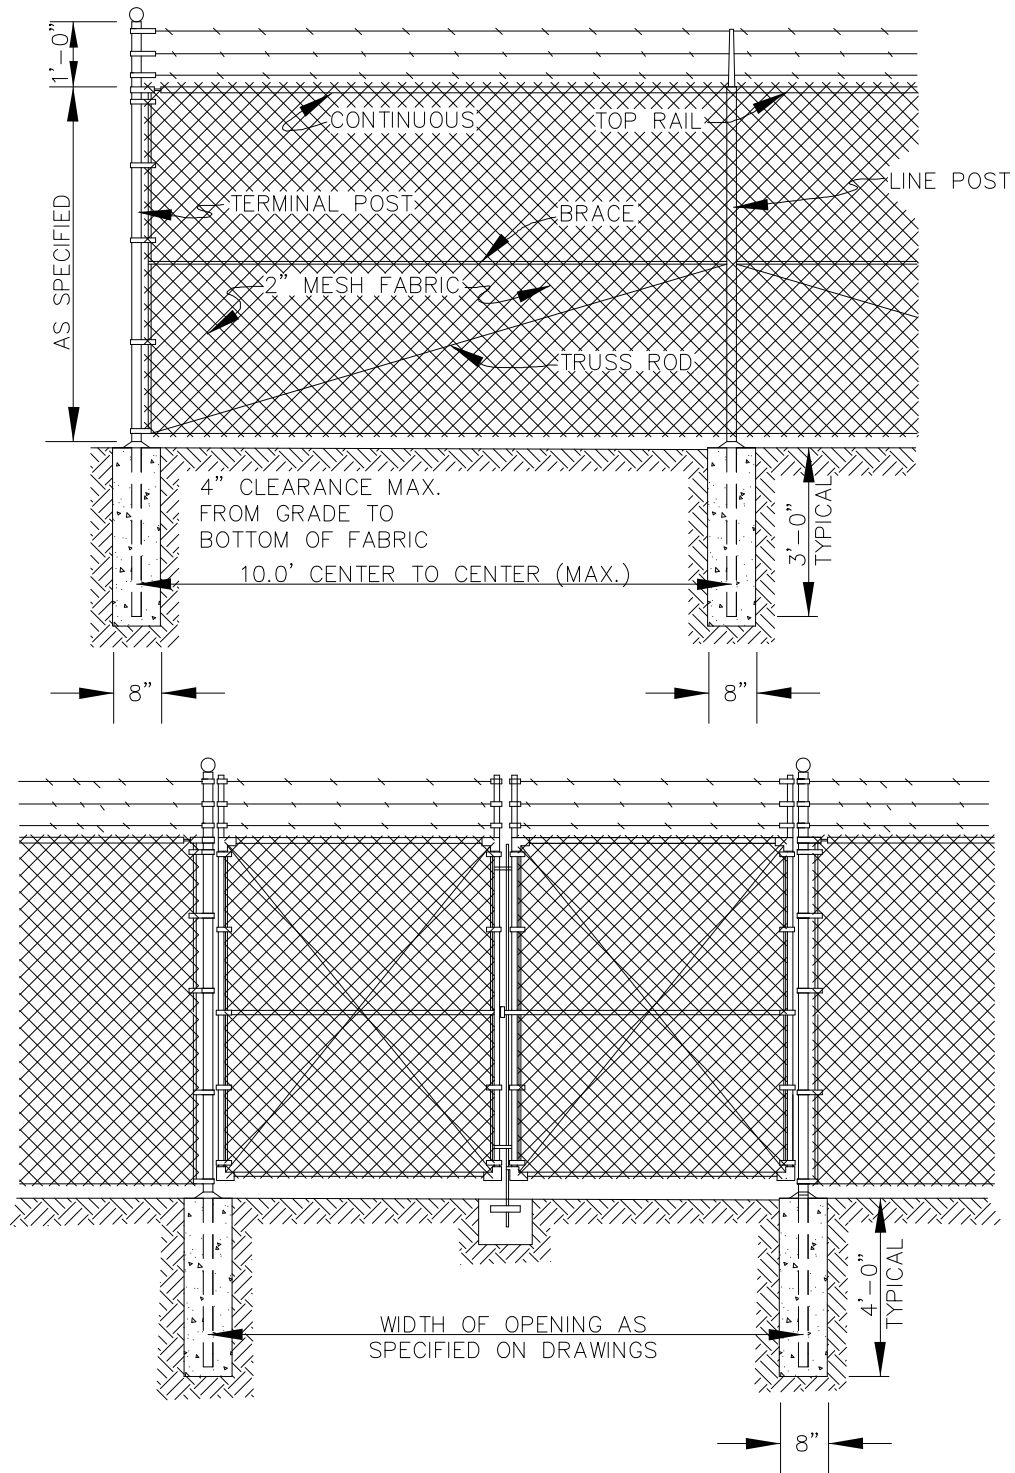 1'-0"
CONTINUOUS
TOP RAIL
LINE POST
TERMINAL POST
BRACE
AS SPECIFIED
2" MESH FABRIC
TRUSS ROD
4" CLEARANCE MAX.
FROM GRADE TO
BOTTOM OF FABRIC
3'-0"
TYPICAL
10.0' CENTER TO CENTER (MAX.)
8"
8"
4'-0"
TYPICAL
WIDTH OF OPENING AS
SPECIFIED ON DRAWINGS
8"